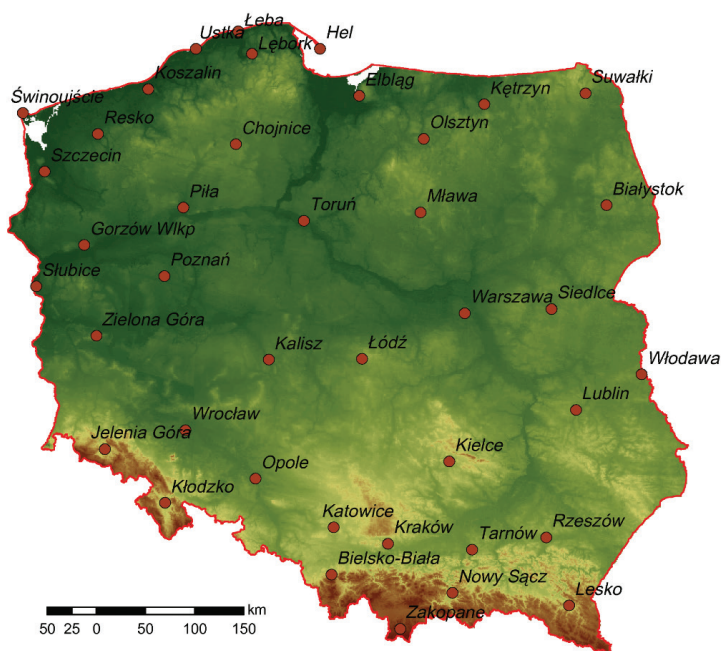 Łeba
Ustka
Hel
Lębork
Koszalin
Elbląg
Kętrzyn
Suwałki
Świnoujście
Resko
Chojnice
Olsztyn
Szczecin
Piła
Toruń
Mława
Białystok
Gorzów Wlkp
Poznań
Słubice
Warszawa
Siedlce
Zielona Góra
Kalisz
Łódź
Włodawa
Lublin
Wrocław
Jelenia Góra
Kielce
Opole
Kłodzko
Katowice
Kraków
Tarnów
Rzeszów
Bielsko-Biała
Nowy Sącz
Lesko
Zakopane
km
50 25 0 50 100 150